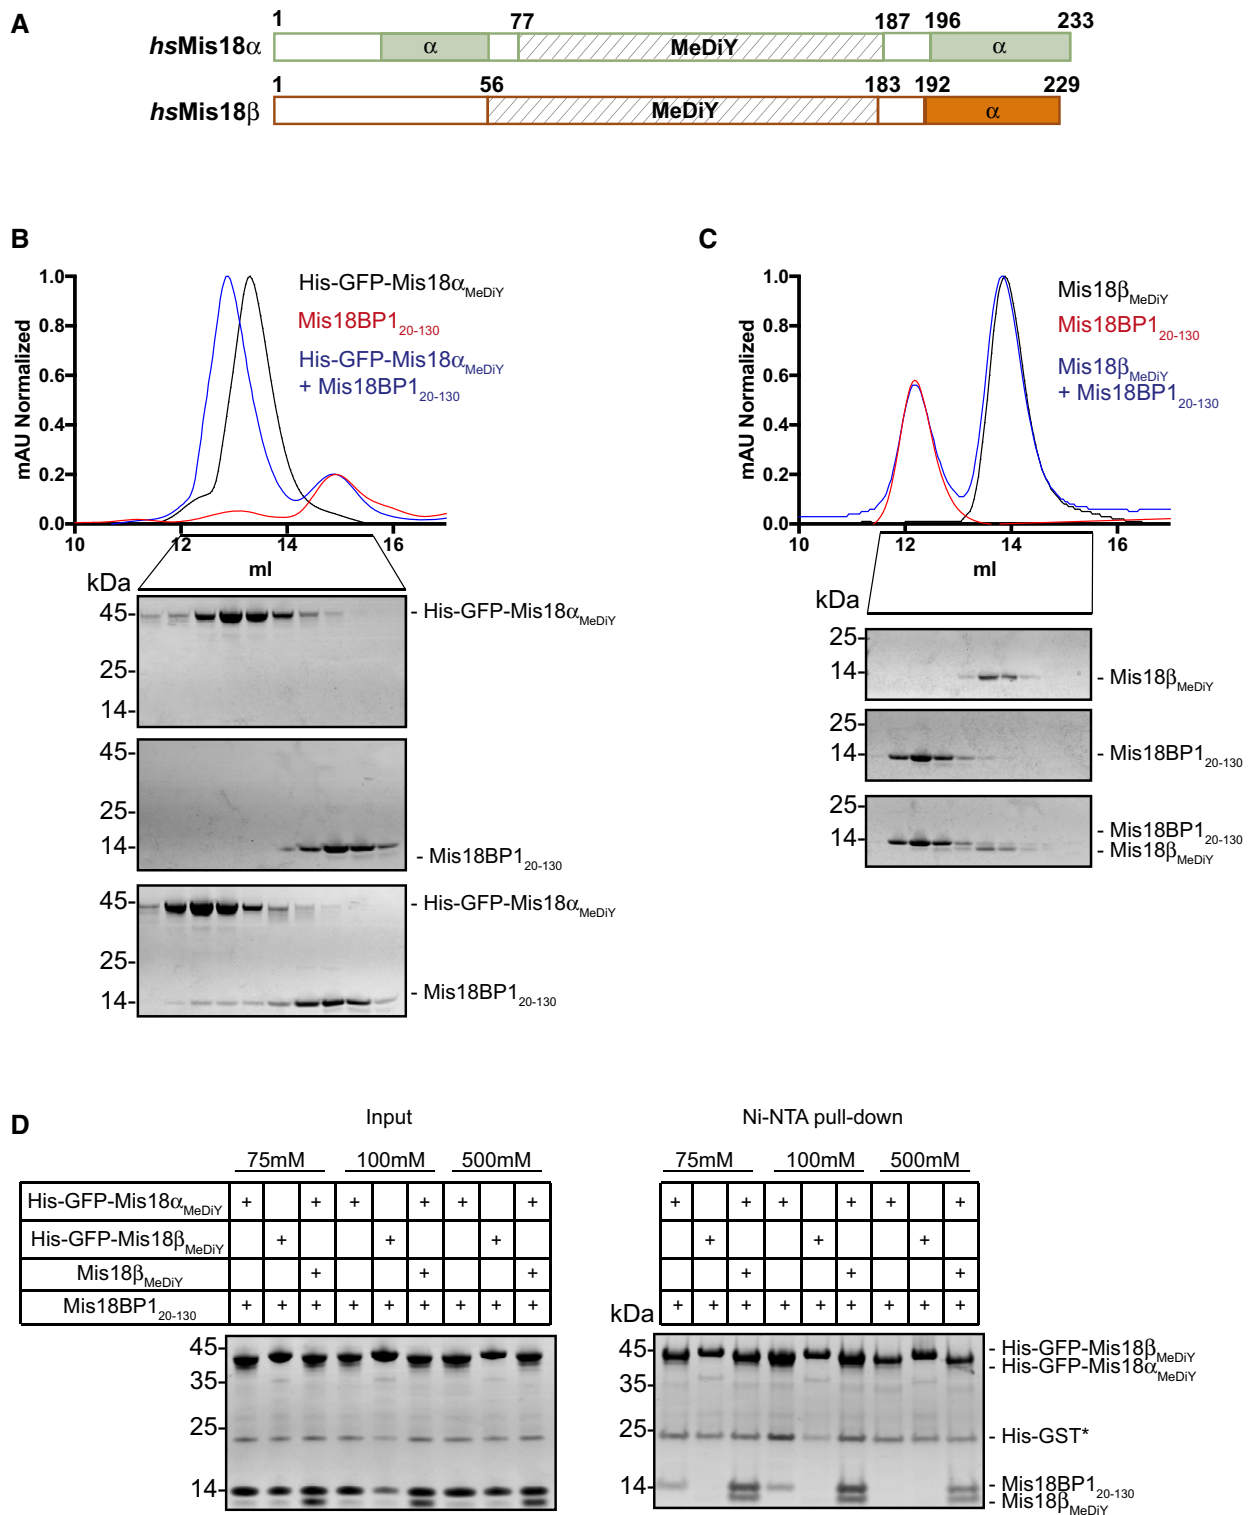 A
1 77 187 196 233
hsMis18α α MeDiY α
1 56 183 192 229
hsMis18β MeDiY α
B
mAU Normalized
1.0
0.8
0.6
0.4
0.2
0.0
10 12 14 16
ml
His-GFP-Mis18αMeDiY
Mis18BP120-130
His-GFP-Mis18αMeDiY
+ Mis18BP120-130
kDa
45- - His-GFP-Mis18αMeDiY
25-
14-
45-
25-
14- - Mis18BP120-130
45- - His-GFP-Mis18αMeDiY
25-
14- - Mis18BP120-130
C
mAU Normalized
1.0
0.8
0.6
0.4
0.2
0.0
10 12 14 16
ml
Mis18βMeDiY
Mis18BP120-130
Mis18βMeDiY
+ Mis18BP120-130
kDa
25-
14- - Mis18βMeDiY
25-
14- - Mis18BP120-130
25-
14- - Mis18BP120-130
- Mis18βMeDiY
D
Input
75mM 100mM 500mM
His-GFP-Mis18αMeDiY + + + + + +
His-GFP-Mis18βMeDiY + + +
Mis18βMeDiY + + +
Mis18BP120-130 + + + + + + + + +
45-
35-
25-
14-
Ni-NTA pull-down
75mM 100mM 500mM
+ + + + + +
+ + +
+ + +
+ + + + + + + + +
kDa
45- - His-GFP-Mis18βMeDiY
- His-GFP-Mis18αMeDiY
35-
25- - His-GST*
14- - Mis18BP120-130
- Mis18βMeDiY